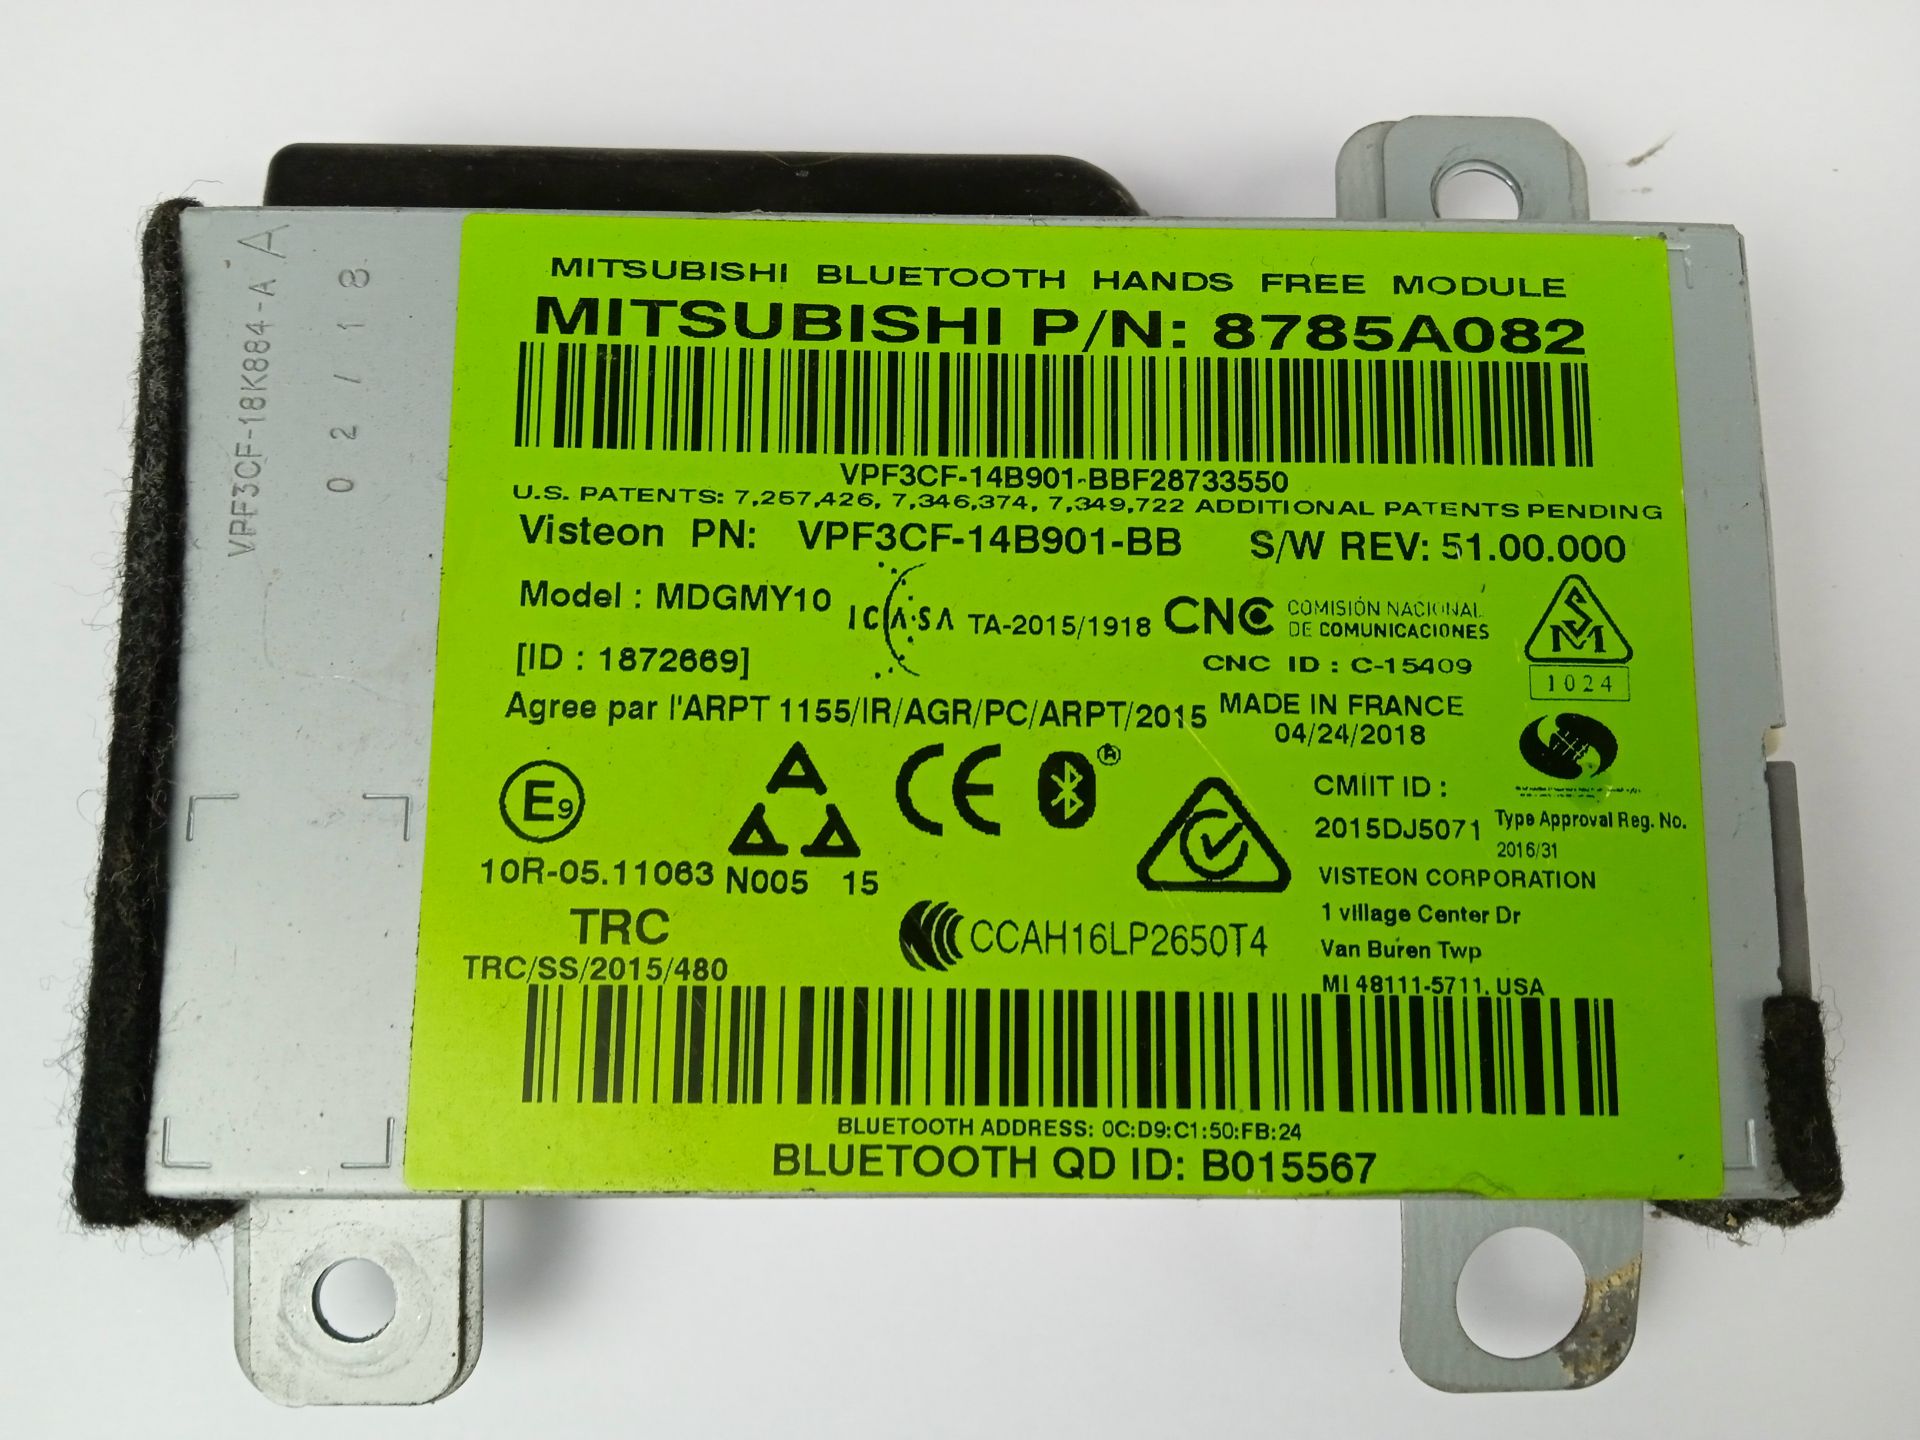 VPF3CF-18K884-A A
02/18
MITSUBISHI BLUETOOTH HANDS FREE MODULE
MITSUBISHI P/N: 8785A082
VPF3CF-14B901-BBF28733550
U.S. PATENTS: 7,257,426, 7,346,374, 7,349,722 ADDITIONAL PATENTS PENDING
Visteon PN: VPF3CF-14B901-BB S/W REV: 51.00.000
Model : MDGMY10
ICASA TA-2015/1918
CNC COMISIÓN NACIONAL
DE COMUNICACIONES
S
M
1024
[ID : 1872669]
CNC ID : C-15409
Agree par l'ARPT 1155/IR/AGR/PC/ARPT/2015
MADE IN FRANCE
04/24/2018
E9
10R-05.11063
N005 15
CE
®
CMIIT ID :
2015DJ5071
Type Approval Reg. No.
2016/31
VISTEON CORPORATION
1 village Center Dr
Van Buren Twp
MI 48111-5711. USA
TRC
TRC/SS/2015/480
CCAH16LP2650T4
BLUETOOTH ADDRESS: 0C:D9:C1:50:FB:24
BLUETOOTH QD ID: B015567